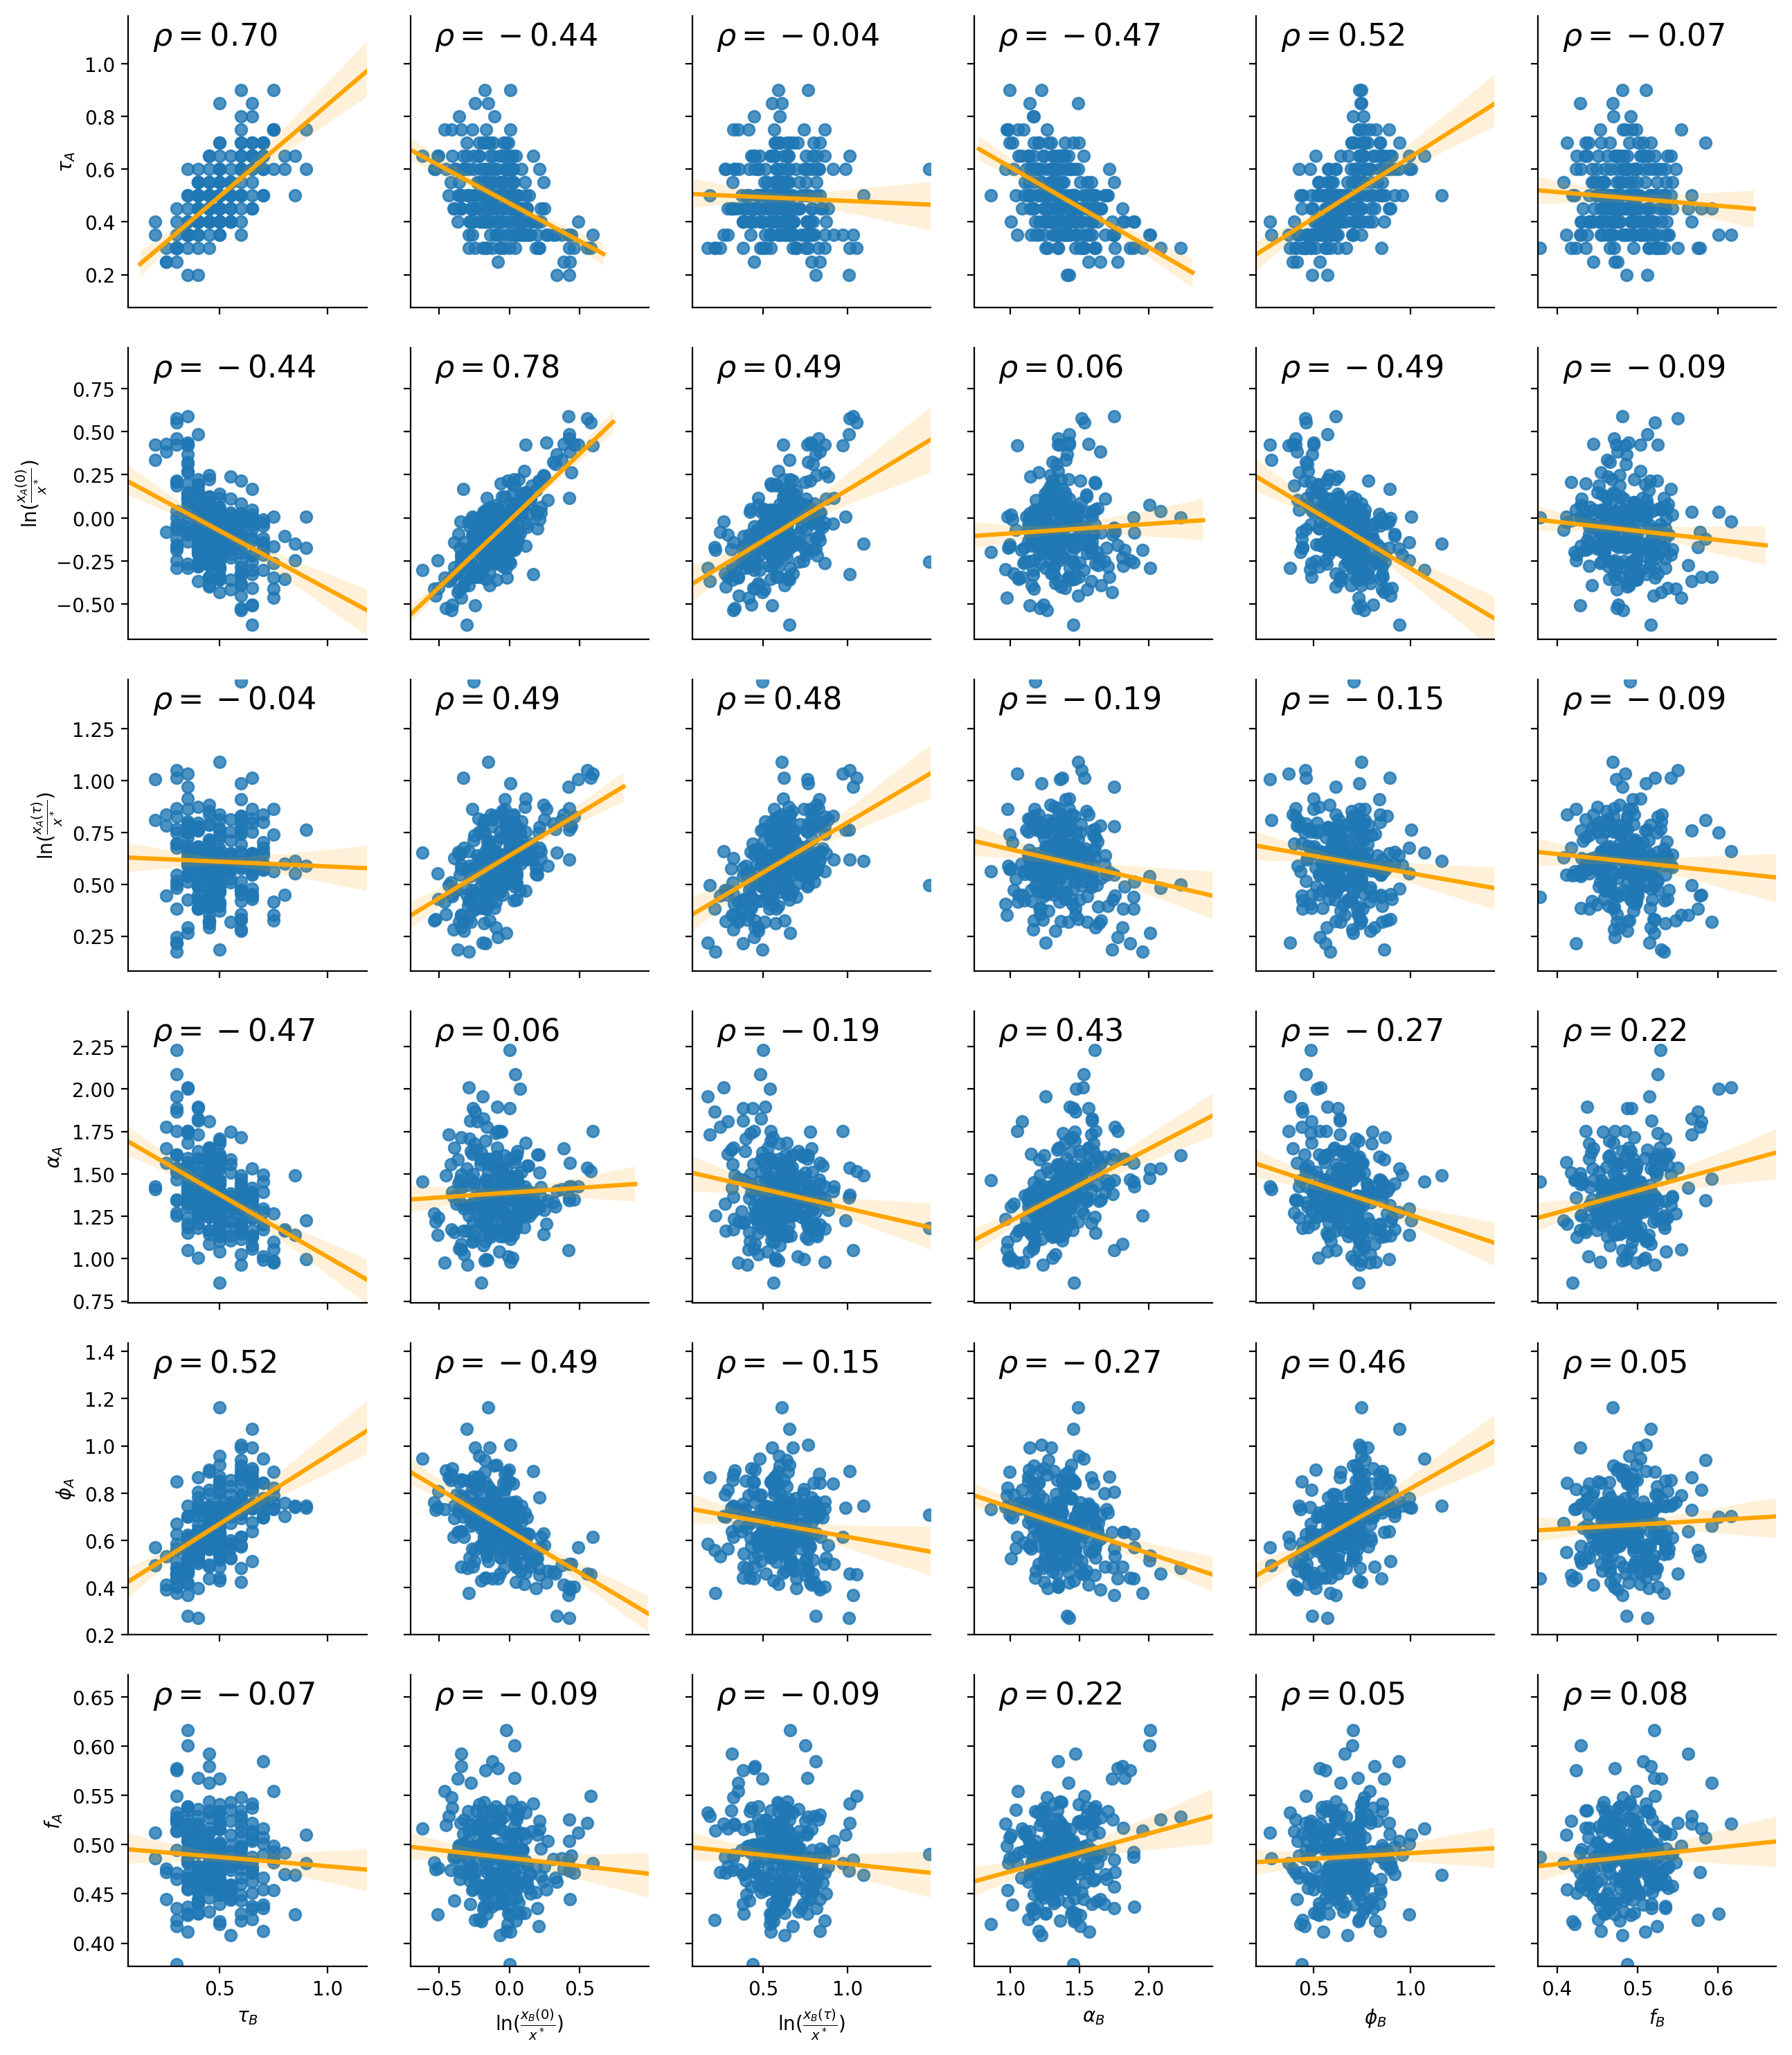 ρ = 0.70 ρ = −0.44 ρ = −0.04 ρ = −0.47 ρ = 0.52 ρ = −0.07
1.0
0.8
0.6
0.4
0.2
τ_A
ρ = −0.44 ρ = 0.78 ρ = 0.49 ρ = 0.06 ρ = −0.49 ρ = −0.09
0.75
0.50
0.25
0.00
−0.25
−0.50
ln(x_A(0)/x*)
ρ = −0.04 ρ = 0.49 ρ = 0.48 ρ = −0.19 ρ = −0.15 ρ = −0.09
1.25
1.00
0.75
0.50
0.25
ln(x_A(τ)/x*)
ρ = −0.47 ρ = 0.06 ρ = −0.19 ρ = 0.43 ρ = −0.27 ρ = 0.22
2.25
2.00
1.75
1.50
1.25
1.00
0.75
α_A
ρ = 0.52 ρ = −0.49 ρ = −0.15 ρ = −0.27 ρ = 0.46 ρ = 0.05
1.4
1.2
1.0
0.8
0.6
0.4
0.2
ϕ_A
ρ = −0.07 ρ = −0.09 ρ = −0.09 ρ = 0.22 ρ = 0.05 ρ = 0.08
0.65
0.60
0.55
0.50
0.45
0.40
f_A
0.5 1.0 −0.5 0.0 0.5 0.5 1.0 1.0 1.5 2.0 0.5 1.0 0.4 0.5 0.6
τ_B ln(x_B(0)/x*) ln(x_B(τ)/x*) α_B ϕ_B f_B